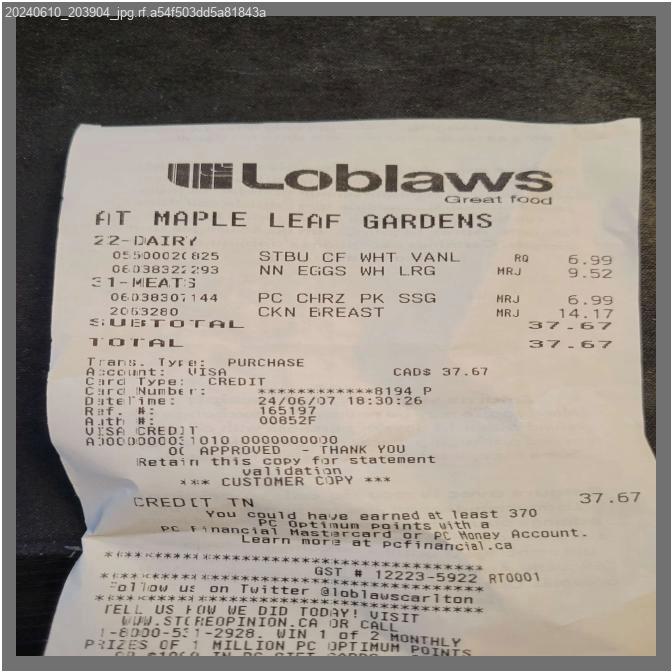 20240610_203904_jpg.rf.a54f503dd5a81843a
Loblaws
Great food
AT MAPLE LEAF GARDENS
22-DAIRY
05500020825 STBU CF WHT VANL RQ 6.99
06038322293 NN EGGS WH LRG MRJ 9.52
31-MEATS
06038307144 PC CHRZ PK SSG MRJ 6.99
2063280 CKN BREAST MRJ 14.17
SUBTOTAL 37.67
TOTAL 37.67
Trans. Type: PURCHASE
Account: VISA CAD$ 37.67
Card Type: CREDIT
Card Number: ************8194 P
DateTime: 24/06/07 18:30:26
Ref. #: 165197
Auth #: 00852F
VISA CREDIT
A0000000031010 0000000000
00 APPROVED - THANK YOU
Retain this copy for statement
validation
*** CUSTOMER COPY ***
CREDIT TN 37.67
You could have earned at least 370
PC Optimum points with a
PC Financial Mastercard or PC Money Account.
Learn more at pcfinancial.ca
****************************************
GST # 12223-5922 RT0001
****************************************
Follow us on Twitter @loblawscarlton
****************************************
TELL US HOW WE DID TODAY! VISIT
WWW.STOREOPINION.CA OR CALL
1-8000-531-2928. WIN 1 of 2 MONTHLY
PRIZES OF 1 MILLION PC OPTIMUM POINTS